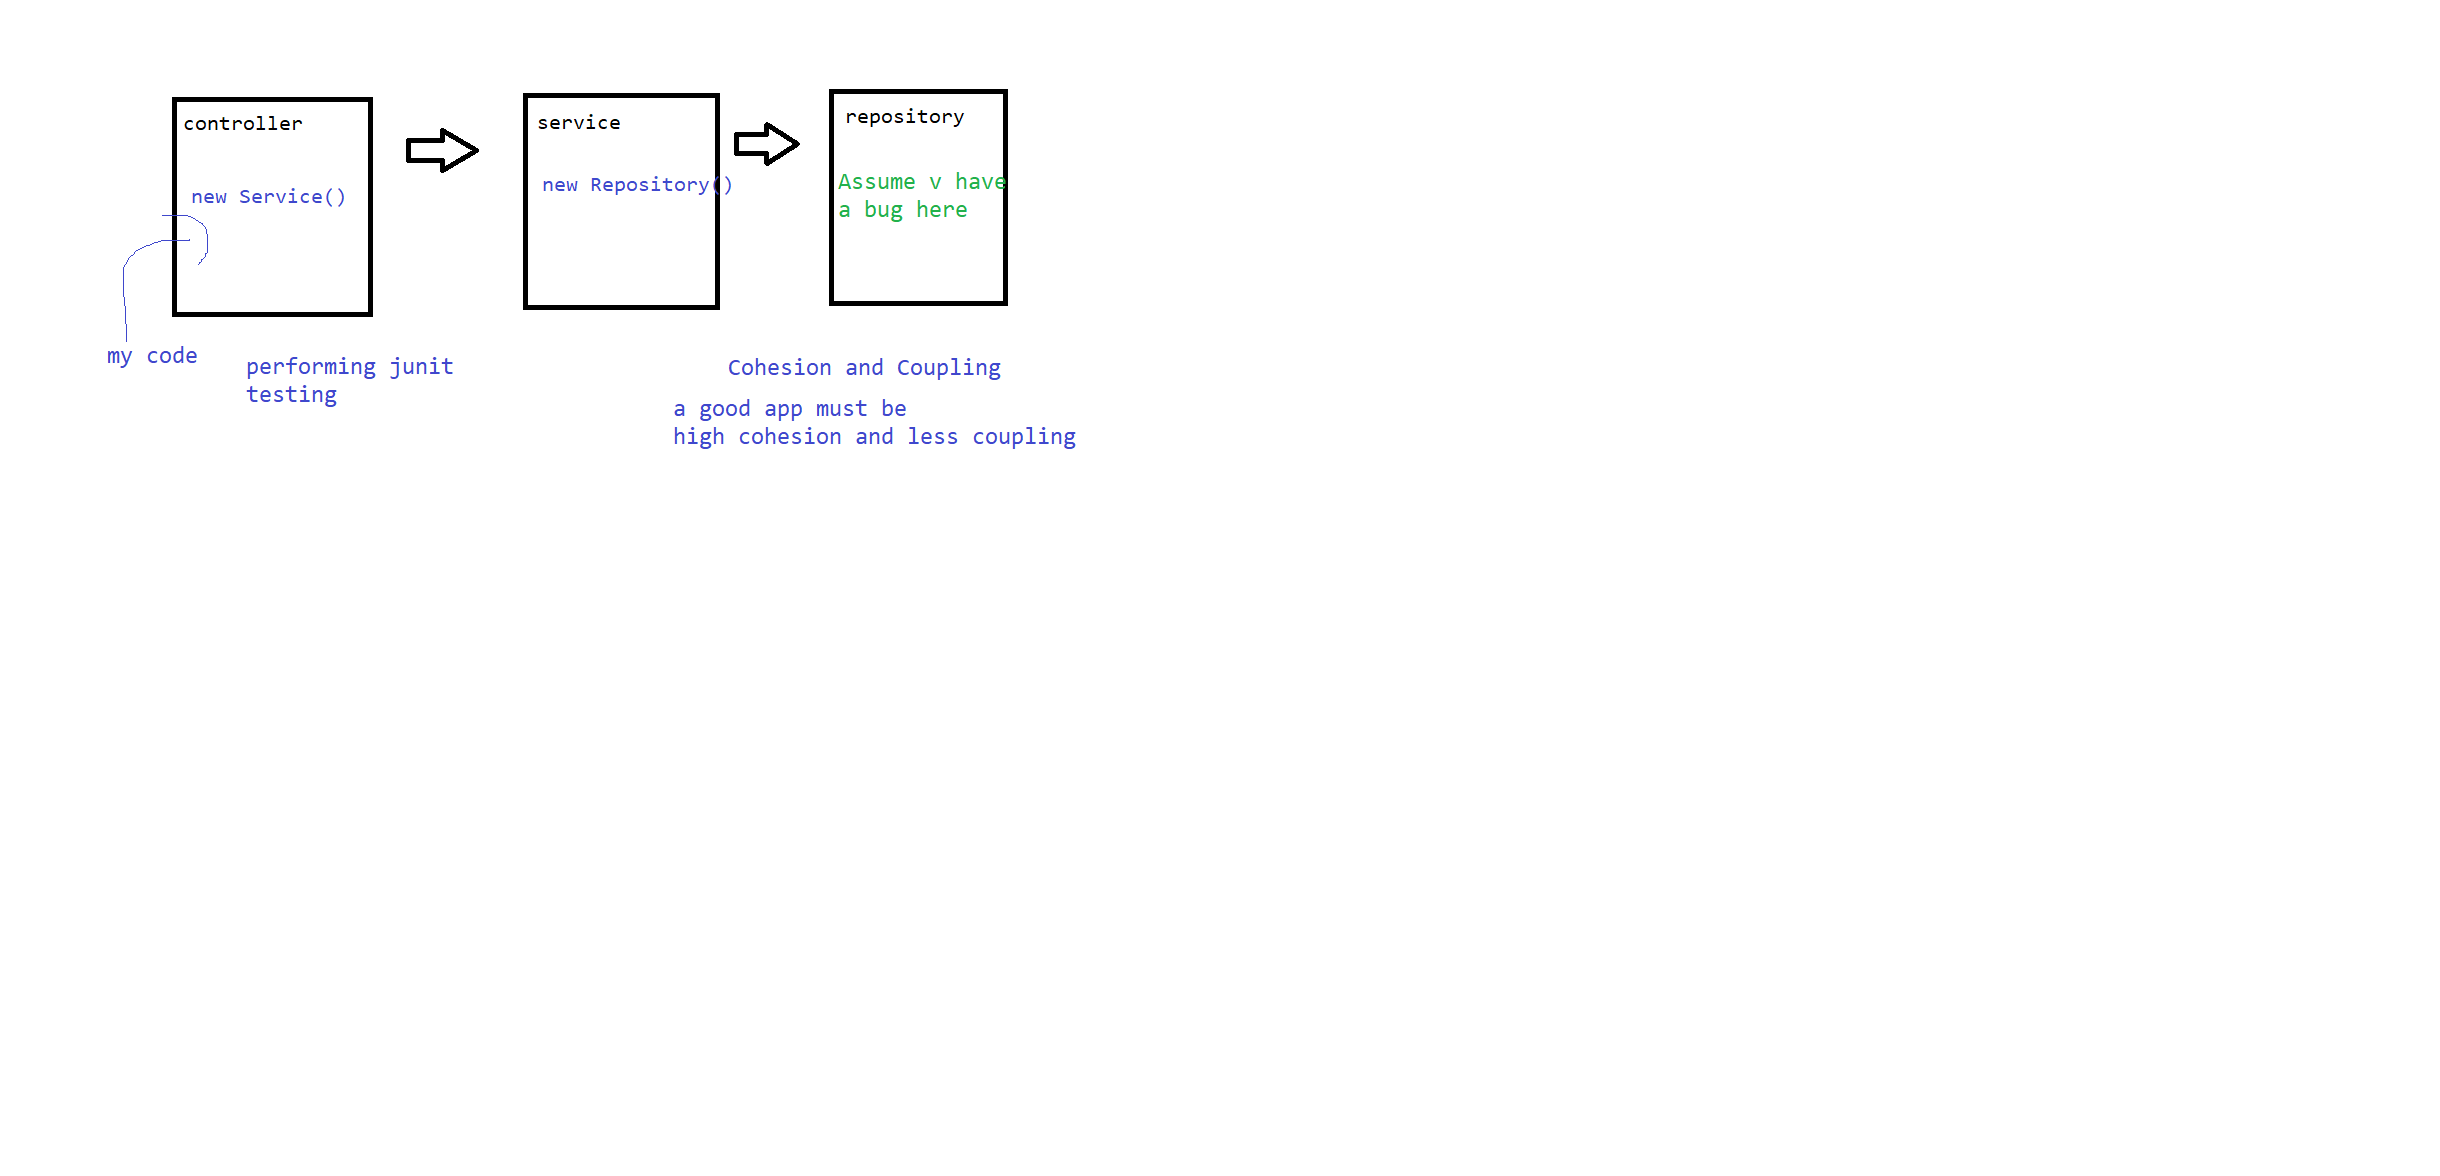 controller
new Service()
service
new Repository()
repository
Assume v have
a bug here
my code
performing junit
testing
Cohesion and Coupling
a good app must be
high cohesion and less coupling